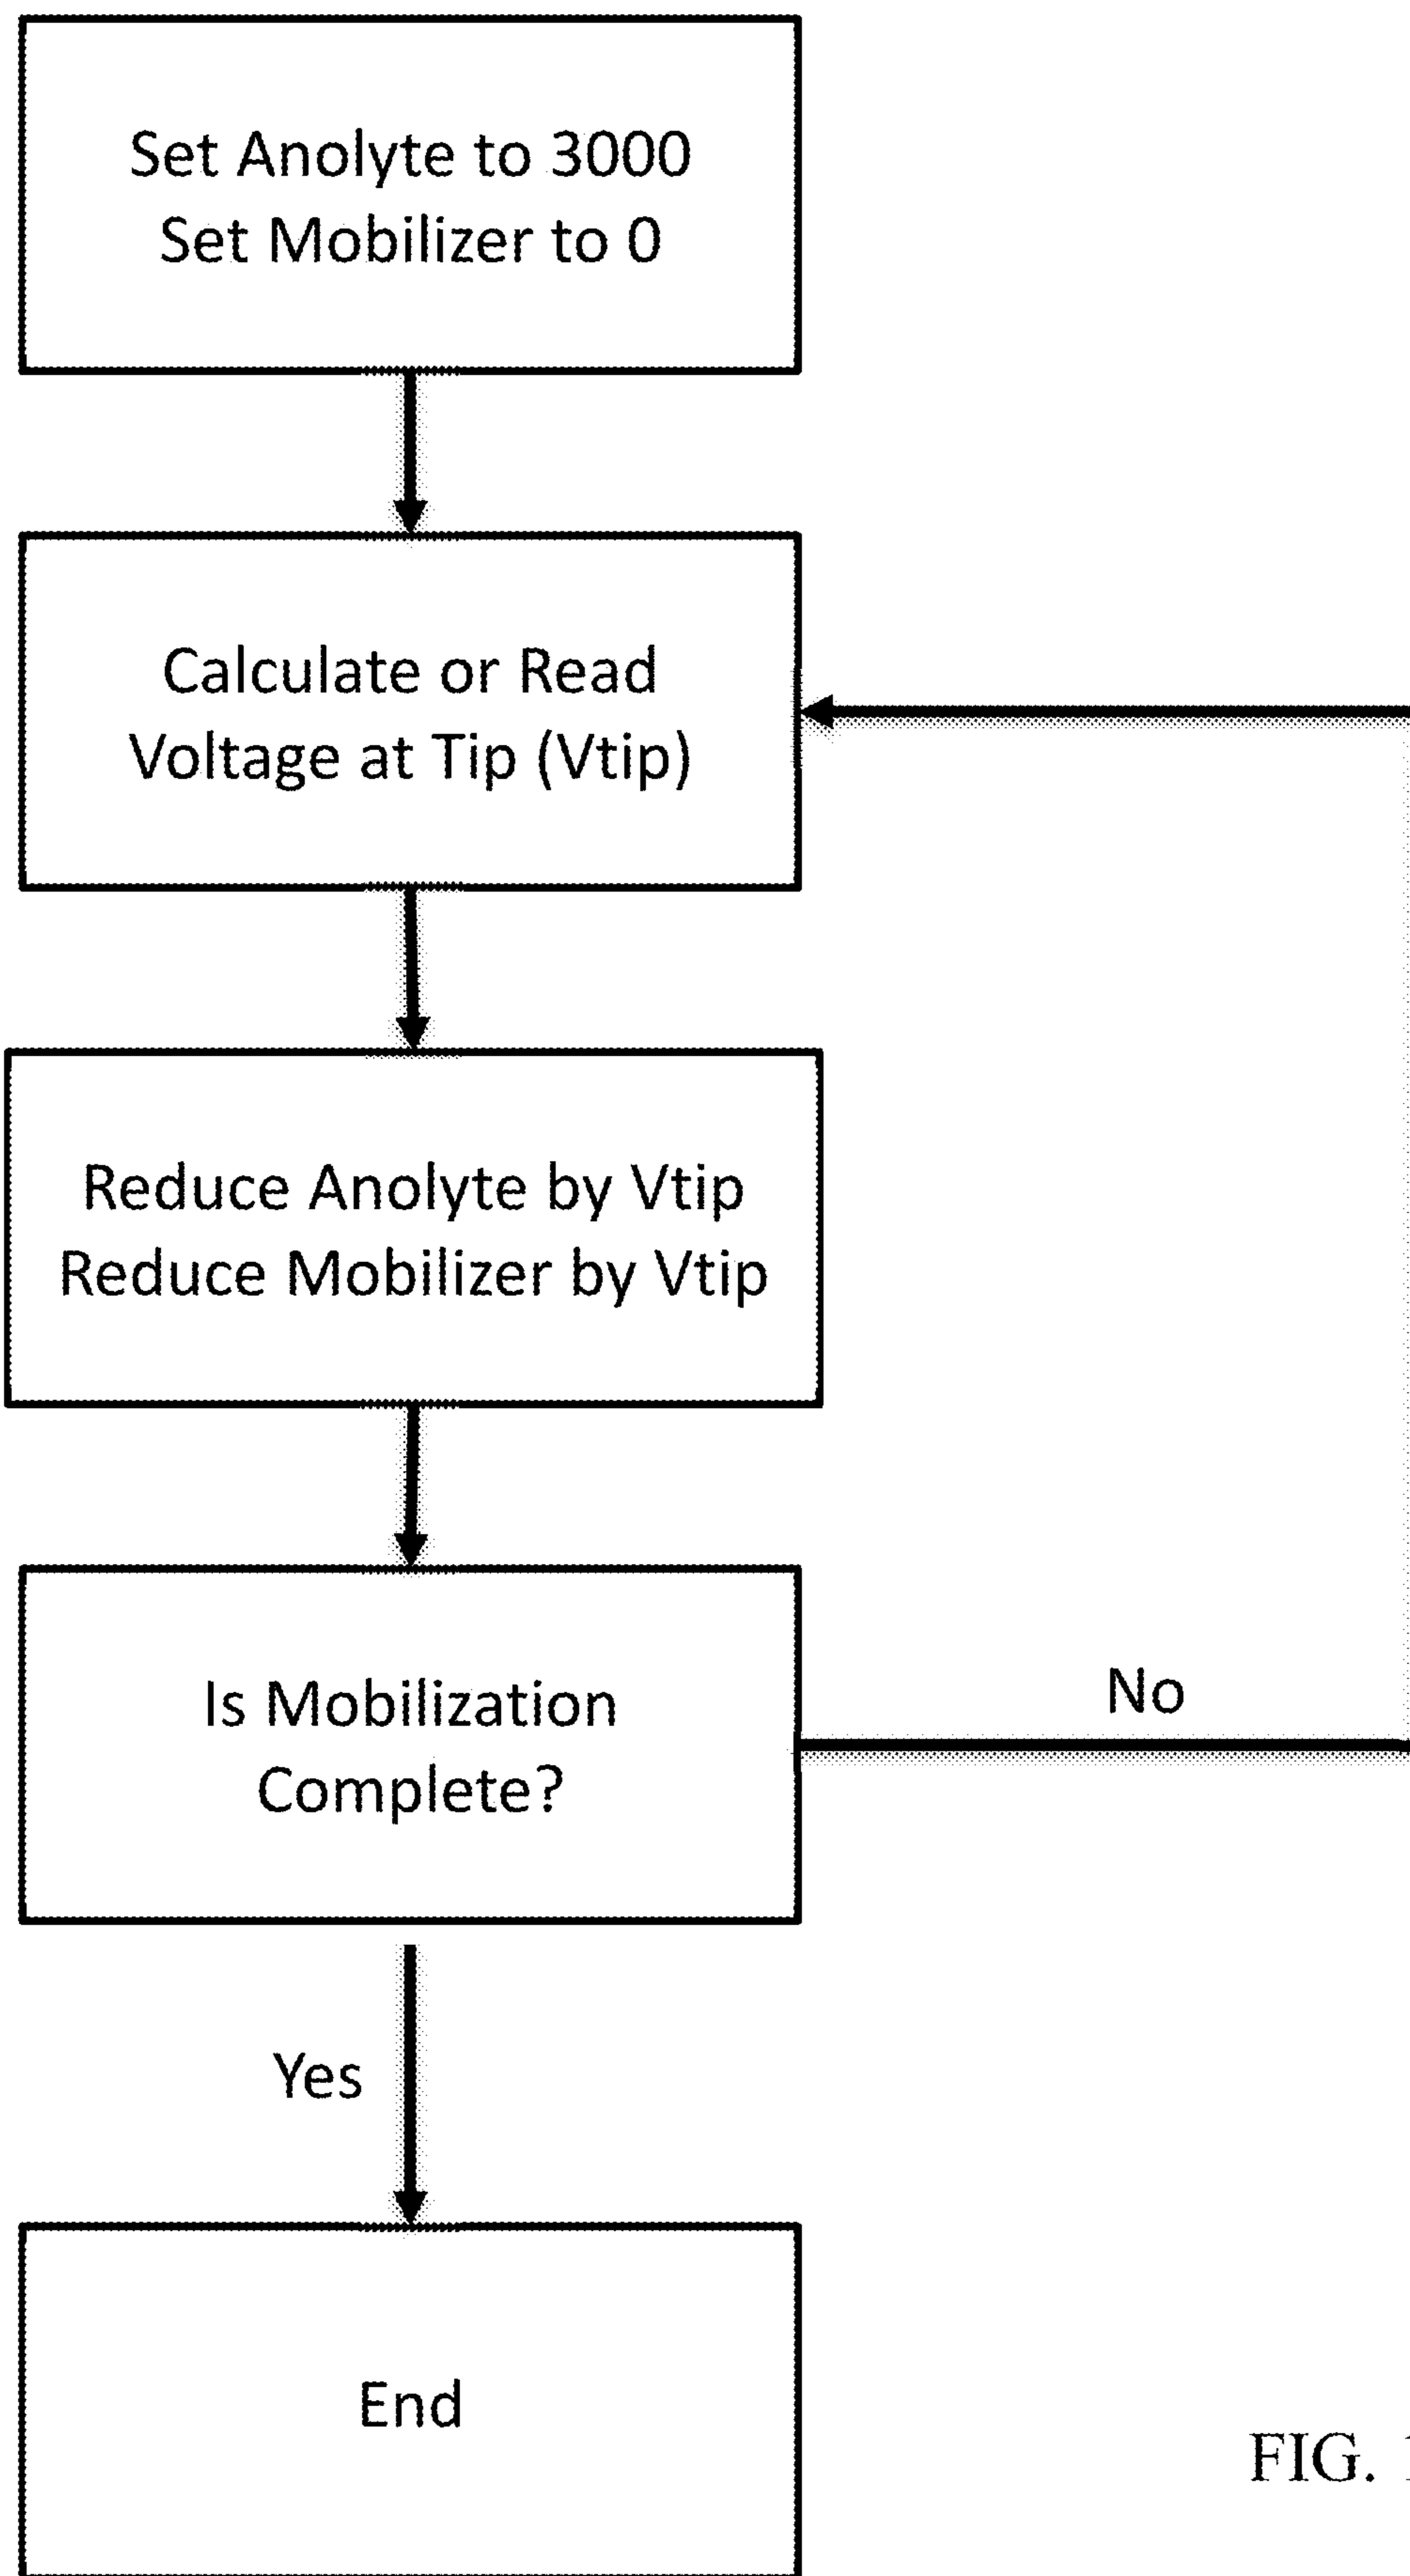 Set Anolyte to 3000
Set Mobilizer to 0
Calculate or Read
Voltage at Tip (Vtip)
Reduce Anolyte by Vtip
Reduce Mobilizer by Vtip
Is Mobilization
Complete?
No
Yes
End
FIG.